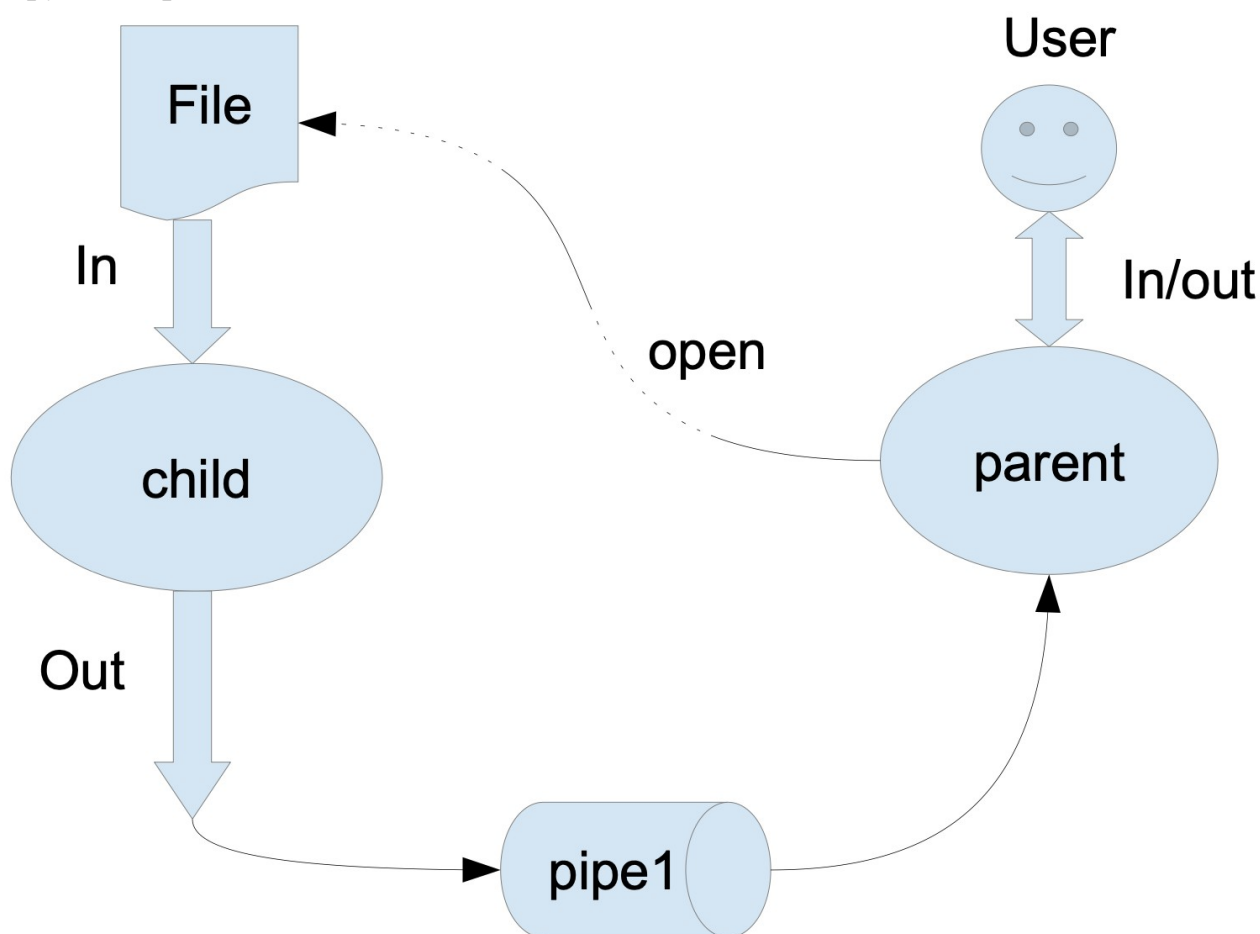 User
File
In
In/out
open
child
parent
Out
pipe1